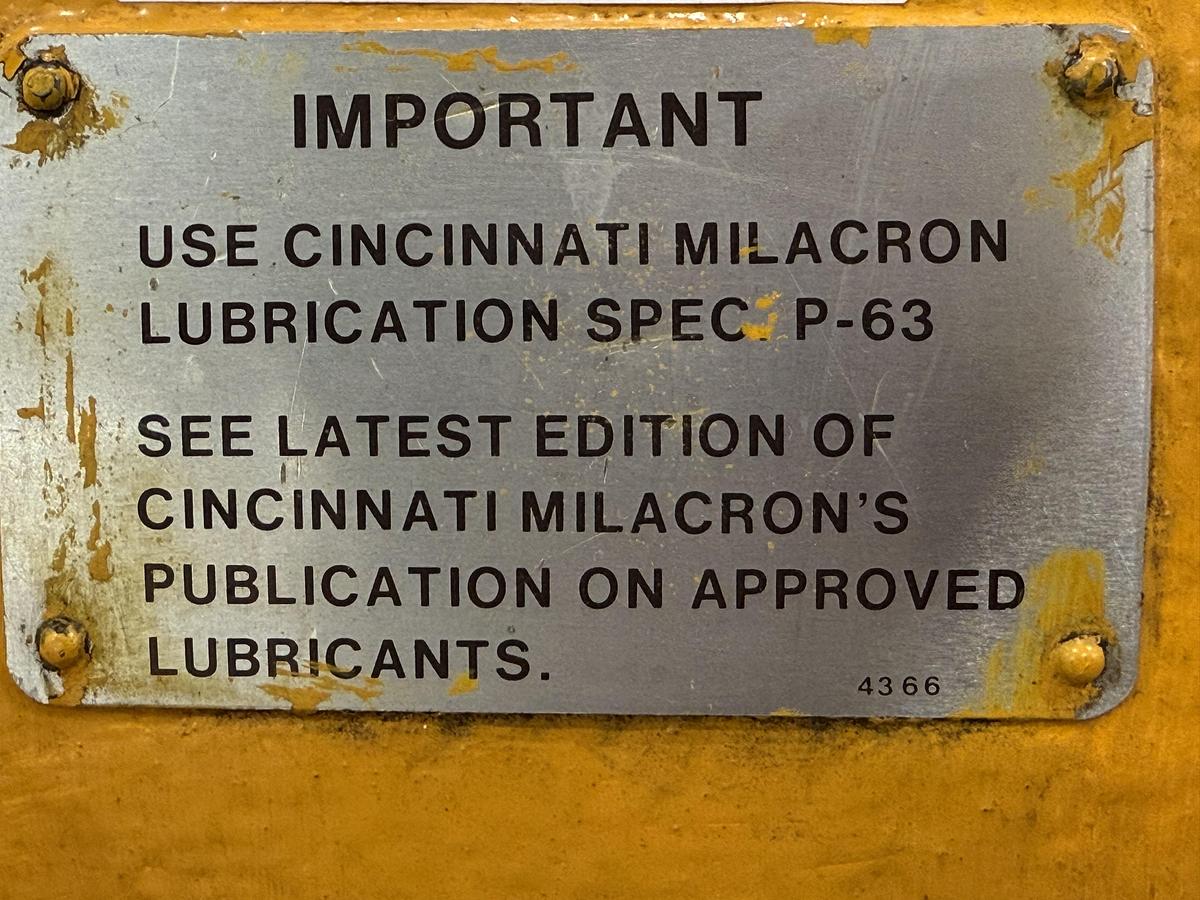 IMPORTANT
USE CINCINNATI MILACRON
LUBRICATION SPEC. P-63
SEE LATEST EDITION OF
CINCINNATI MILACRON'S
PUBLICATION ON APPROVED
LUBRICANTS.
4366